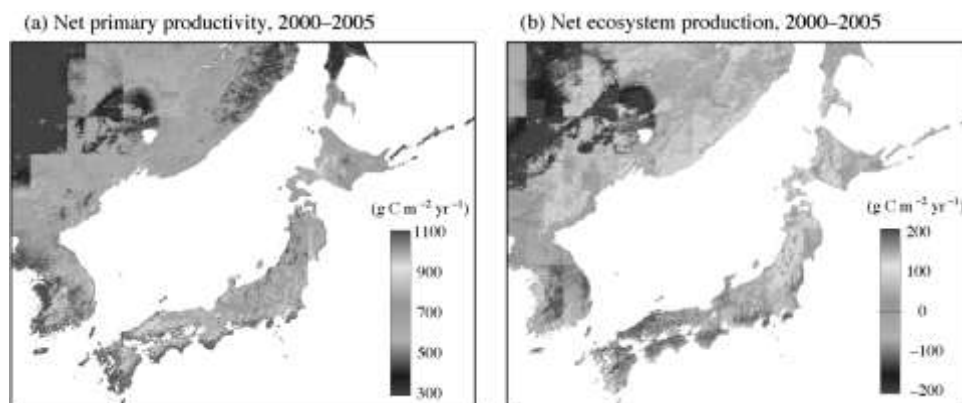 (a) Net primary productivity, 2000–2005
(g C m⁻² yr⁻¹)
1100
900
700
500
300
(b) Net ecosystem production, 2000–2005
(g C m⁻² yr⁻¹)
200
100
0
−100
−200